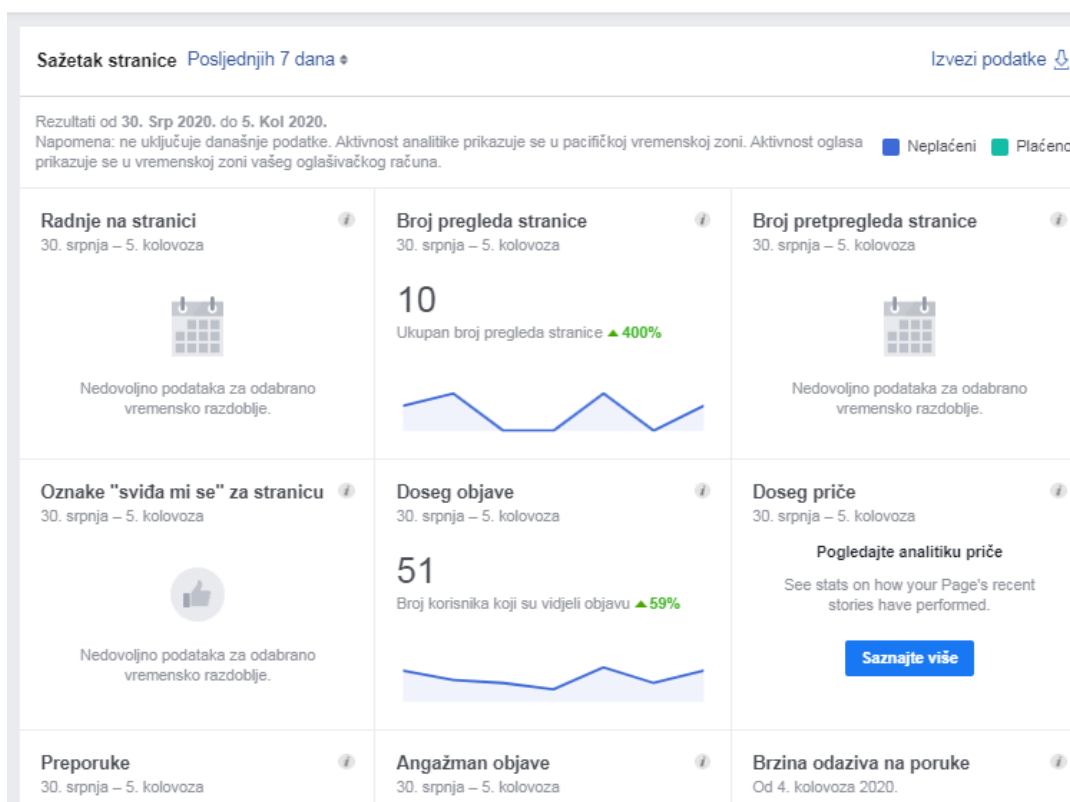 Sažetak stranice Posljednjih 7 dana
Izvezi podatke
Rezultati od 30. Srp 2020. do 5. Kol 2020.
Napomena: ne uključuje današnje podatke. Aktivnost analitike prikazuje se u pacifičkoj vremenskoj zoni. Aktivnost oglasa
prikazuje se u vremenskoj zoni vašeg oglašivačkog računa.
Neplaćeni Plaćeno
Radnje na stranici
30. srpnja – 5. kolovoza
Nedovoljno podataka za odabrano
vremensko razdoblje.
Broj pregleda stranice
30. srpnja – 5. kolovoza
10
Ukupan broj pregleda stranice 400%
Broj pretpregleda stranice
30. srpnja – 5. kolovoza
Nedovoljno podataka za odabrano
vremensko razdoblje.
Oznake "sviđa mi se" za stranicu
30. srpnja – 5. kolovoza
Nedovoljno podataka za odabrano
vremensko razdoblje.
Doseg objave
30. srpnja – 5. kolovoza
51
Broj korisnika koji su vidjeli objavu 59%
Doseg priče
30. srpnja – 5. kolovoza
Pogledajte analitiku priče
See stats on how your Page's recent
stories have performed.
Saznajte više
Preporuke
30. srpnja – 5. kolovoza
Angažman objave
30. srpnja – 5. kolovoza
Brzina odaziva na poruke
Od 4. kolovoza 2020.